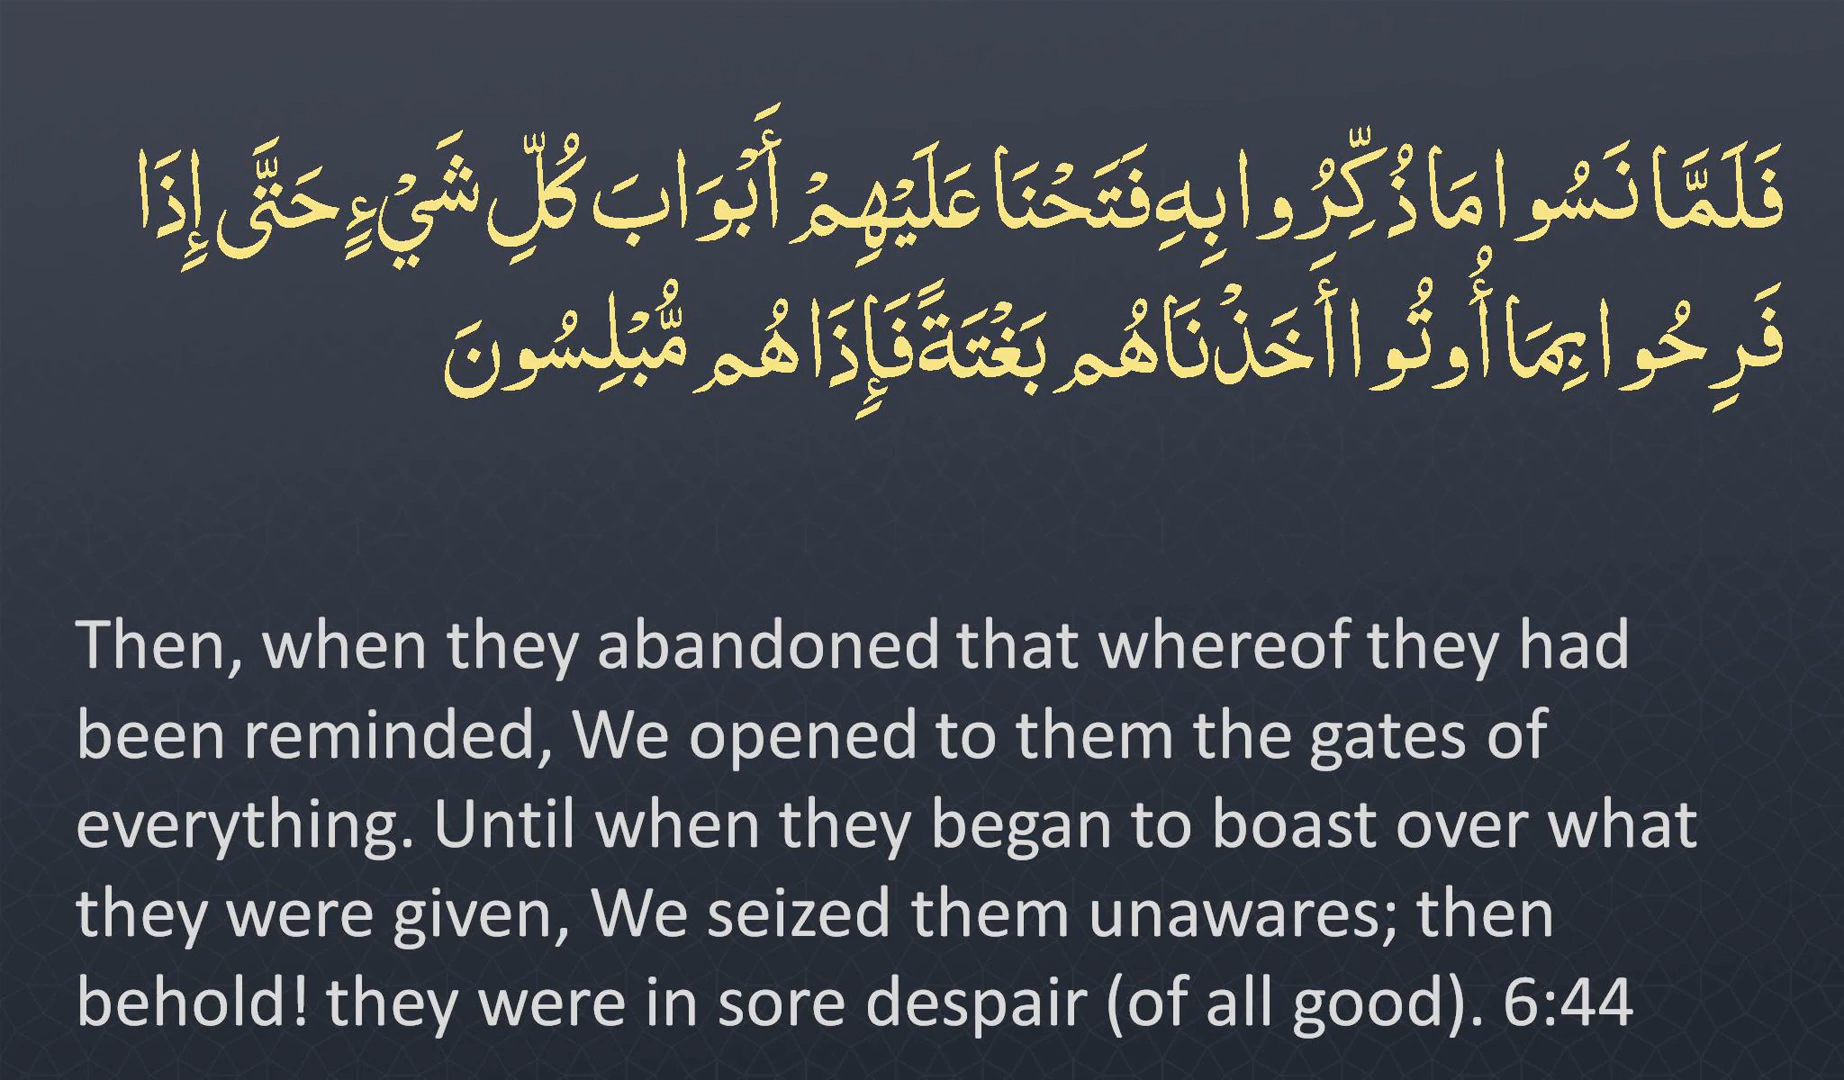 فَلَمَّا نَسُوا مَا ذُكِّرُوا بِهِ فَتَحْنَا عَلَيْهِمْ أَبْوَابَ كُلِّ شَيْءٍ حَتَّى إِذَا
فَرِحُوا بِمَا أُوتُوا أَخَذْنَاهُم بَغْتَةً فَإِذَا هُم مُّبْلِسُونَ
Then, when they abandoned that whereof they had
been reminded, We opened to them the gates of
everything. Until when they began to boast over what
they were given, We seized them unawares; then
behold! they were in sore despair (of all good). 6:44